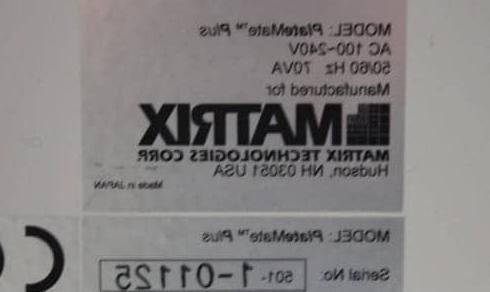 MODEL: PlateMate™ Plus
AC 100-240V
50/60 Hz 70VA
Manufactured for
MATRIX
MATRIX TECHNOLOGIES CORP.
Hudson, NH 03051 USA
Made in JAPAN
MODEL: PlateMate™ Plus
Serial No: 501-1-01125
CE